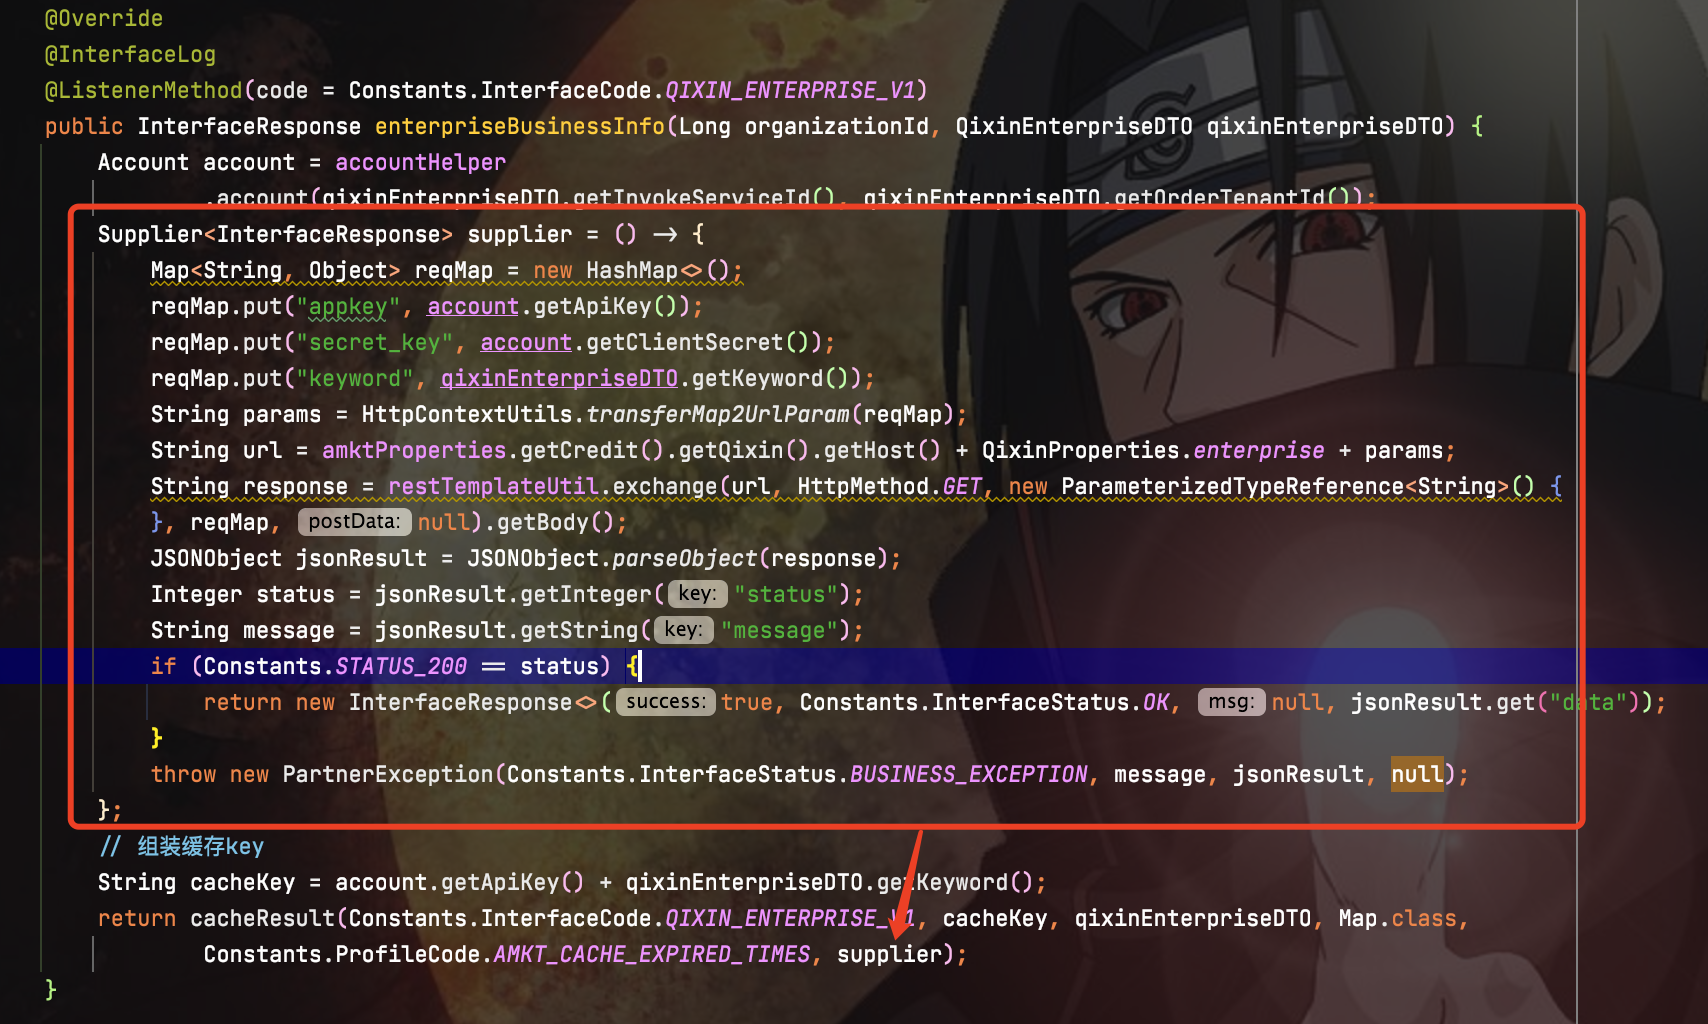 @Override
@InterfaceLog
@ListenerMethod(code = Constants.InterfaceCode.QIXIN_ENTERPRISE_V1)
public InterfaceResponse enterpriseBusinessInfo(Long organizationId, QixinEnterpriseDTO qixinEnterpriseDTO) {
Account account = accountHelper
.account(qixinEnterpriseDTO.getInvokeServiceId(), qixinEnterpriseDTO.getOrderTenantId());
Supplier<InterfaceResponse> supplier = () -> {
Map<String, Object> reqMap = new HashMap<>();
reqMap.put("appkey", account.getApiKey());
reqMap.put("secret_key", account.getClientSecret());
reqMap.put("keyword", qixinEnterpriseDTO.getKeyword());
String params = HttpContextUtils.transferMap2UrlParam(reqMap);
String url = amktProperties.getCredit().getQixin().getHost() + QixinProperties.enterprise + params;
String response = restTemplateUtil.exchange(url, HttpMethod.GET, new ParameterizedTypeReference<String>() {
}, reqMap, postData: null).getBody();
JSONObject jsonResult = JSONObject.parseObject(response);
Integer status = jsonResult.getInteger( key: "status");
String message = jsonResult.getString( key: "message");
if (Constants.STATUS_200 == status) {
return new InterfaceResponse<>( success: true, Constants.InterfaceStatus.OK, msg: null, jsonResult.get("data"));
}
throw new PartnerException(Constants.InterfaceStatus.BUSINESS_EXCEPTION, message, jsonResult, null);
};
// 组装缓存key
String cacheKey = account.getApiKey() + qixinEnterpriseDTO.getKeyword();
return cacheResult(Constants.InterfaceCode.QIXIN_ENTERPRISE_V1, cacheKey, qixinEnterpriseDTO, Map.class,
Constants.ProfileCode.AMKT_CACHE_EXPIRED_TIMES, supplier);
}